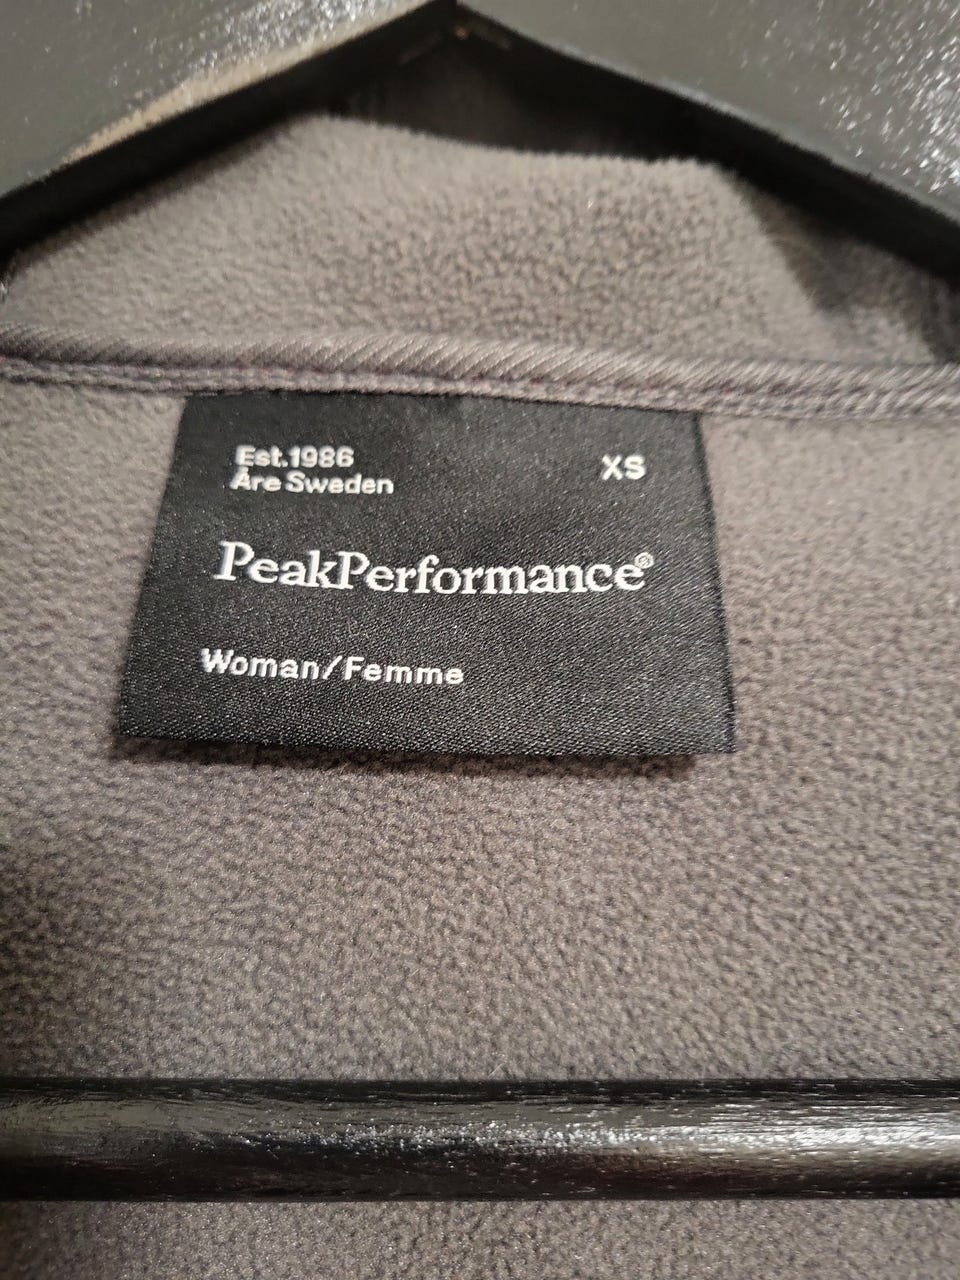 Est.1986
Åre Sweden
XS
PeakPerformance®
Woman/Femme